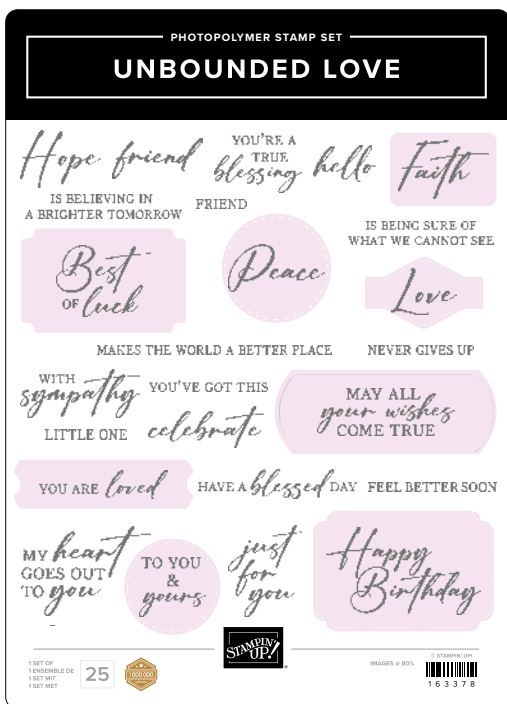 PHOTOPOLYMER STAMP SET
UNBOUNDED LOVE
Hope
friend
YOU'RE A
TRUE
blessing
hello
Faith
IS BELIEVING IN
A BRIGHTER TOMORROW
FRIEND
IS BEING SURE OF
WHAT WE CANNOT SEE
Best
OF luck
Peace
Love
MAKES THE WORLD A BETTER PLACE
NEVER GIVES UP
WITH
sympathy
YOU'VE GOT THIS
LITTLE ONE
celebrate
MAY ALL
your wishes
COME TRUE
YOU ARE loved
HAVE A blessed DAY
FEEL BETTER SOON
MY heart
GOES OUT
TO you
TO YOU
&
yours
just
for
you
Happy
Birthday
1 SET OF
1 ENSEMBLE DE
1 SET MIT
1 SET MET
25
1 000 000
STAMPIN'
UP!
IMAGES @ 80%
© STAMPIN' UP!
163378